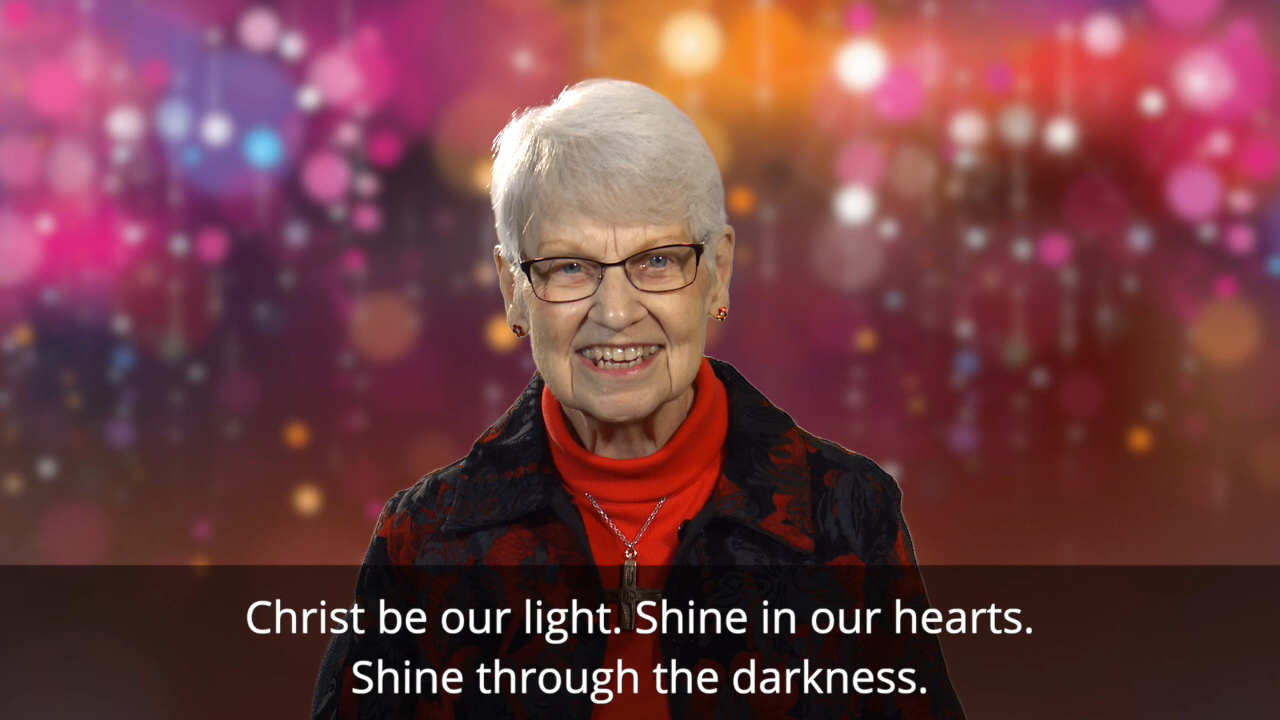 Christ be our light. Shine in our hearts.
Shine through the darkness.